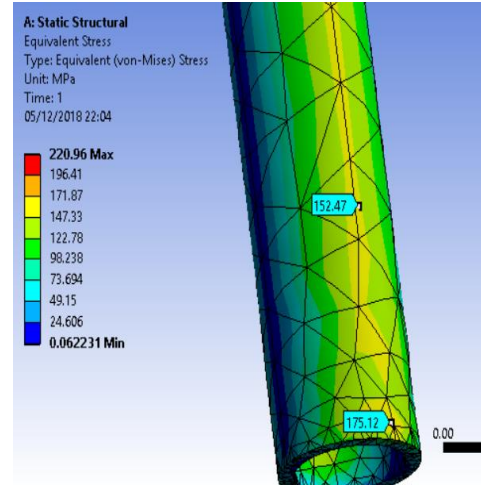 A: Static Structural
Equivalent Stress
Type: Equivalent (von-Mises) Stress
Unit: MPa
Time: 1
05/12/2018 22:04
220.96 Max
196.41
171.87
147.33
122.78
98.238
73.694
49.15
24.606
0.062231 Min
152.47
175.12
0.00